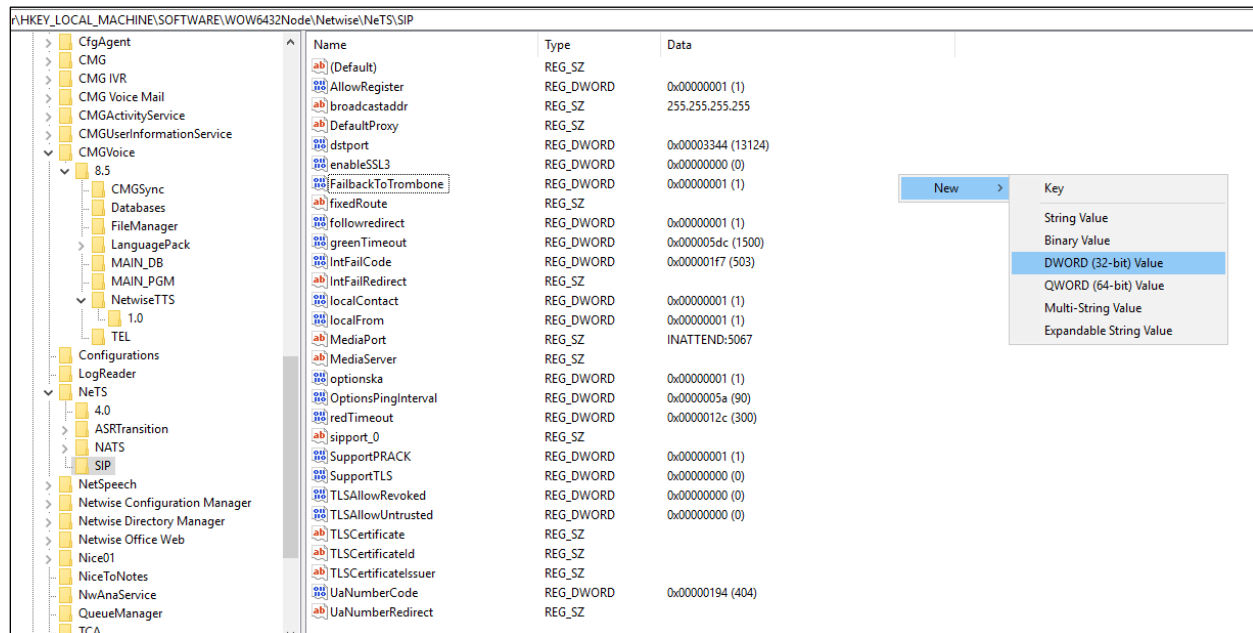 r\HKEY_LOCAL_MACHINE\SOFTWARE\WOW6432Node\Netwise\NeTS\SIP
CfgAgent
CMG
CMG IVR
CMG Voice Mail
CMGActivityService
CMGUserInformationService
CMGVoice
8.5
CMGSync
Databases
FileManager
LanguagePack
MAIN_DB
MAIN_PGM
NetwiseTTS
1.0
TEL
Configurations
LogReader
NeTS
4.0
ASRTransition
NATS
SIP
NetSpeech
Netwise Configuration Manager
Netwise Directory Manager
Netwise Office Web
Nice01
NiceToNotes
NwAnaService
QueueManager
TCA
Name Type Data
(Default) REG_SZ
AllowRegister REG_DWORD 0x00000001 (1)
broadcastaddr REG_SZ 255.255.255.255
DefaultProxy REG_SZ
dstport REG_DWORD 0x00003344 (13124)
enableSSL3 REG_DWORD 0x00000000 (0)
FailbackToTrombone REG_DWORD 0x00000001 (1)
fixedRoute REG_SZ
followredirect REG_DWORD 0x00000001 (1)
greenTimeout REG_DWORD 0x000005dc (1500)
IntFailCode REG_DWORD 0x000001f7 (503)
IntFailRedirect REG_SZ
localContact REG_DWORD 0x00000001 (1)
localFrom REG_DWORD 0x00000001 (1)
MediaPort REG_SZ INATTEND:5067
MediaServer REG_SZ
optionska REG_DWORD 0x00000001 (1)
OptionsPingInterval REG_DWORD 0x0000005a (90)
redTimeout REG_DWORD 0x0000012c (300)
sipport_0 REG_SZ
SupportPRACK REG_DWORD 0x00000001 (1)
SupportTLS REG_DWORD 0x00000000 (0)
TLSAllowRevoked REG_DWORD 0x00000000 (0)
TLSAllowUntrusted REG_DWORD 0x00000000 (0)
TLSCertificate REG_SZ
TLSCertificateId REG_SZ
TLSCertificateIssuer REG_SZ
UaNumberCode REG_DWORD 0x00000194 (404)
UaNumberRedirect REG_SZ
New
Key
String Value
Binary Value
DWORD (32-bit) Value
QWORD (64-bit) Value
Multi-String Value
Expandable String Value